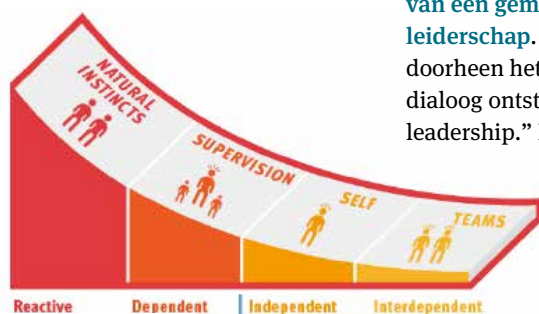 van een gem
leiderschap.
doorheen het
dialoog ontst
leadership."
NATURAL
INSTINCTS
SUPERVISION
SELF
TEAMS
Reactive
Dependent
Independent
Interdependent